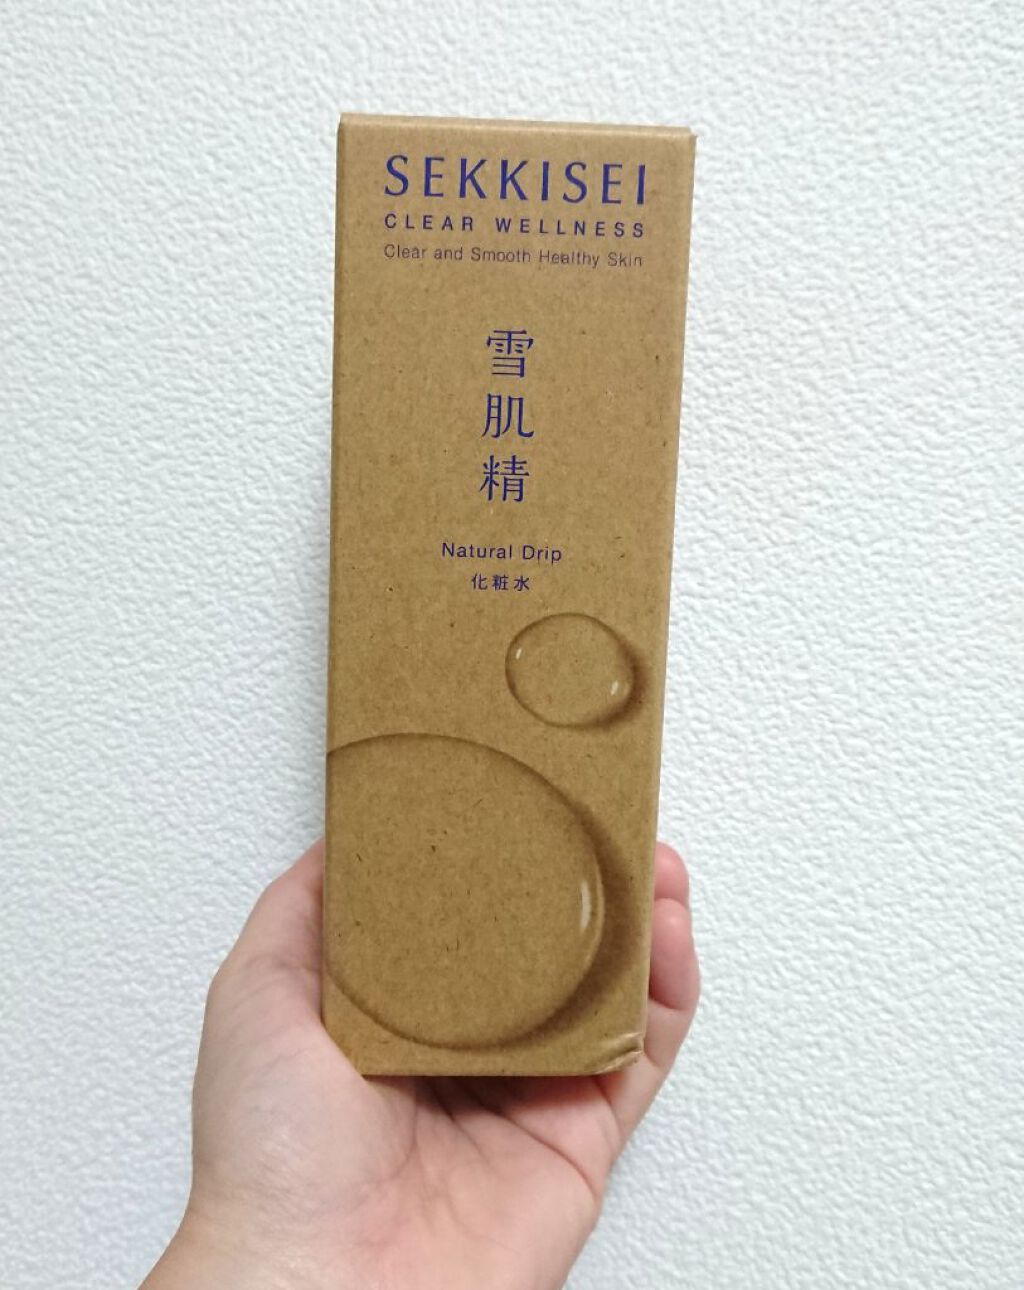 SEKKISEI
CLEAR WELLNESS
Clear and Smooth Healthy Skin
雪肌精
Natural Drip
化粧水